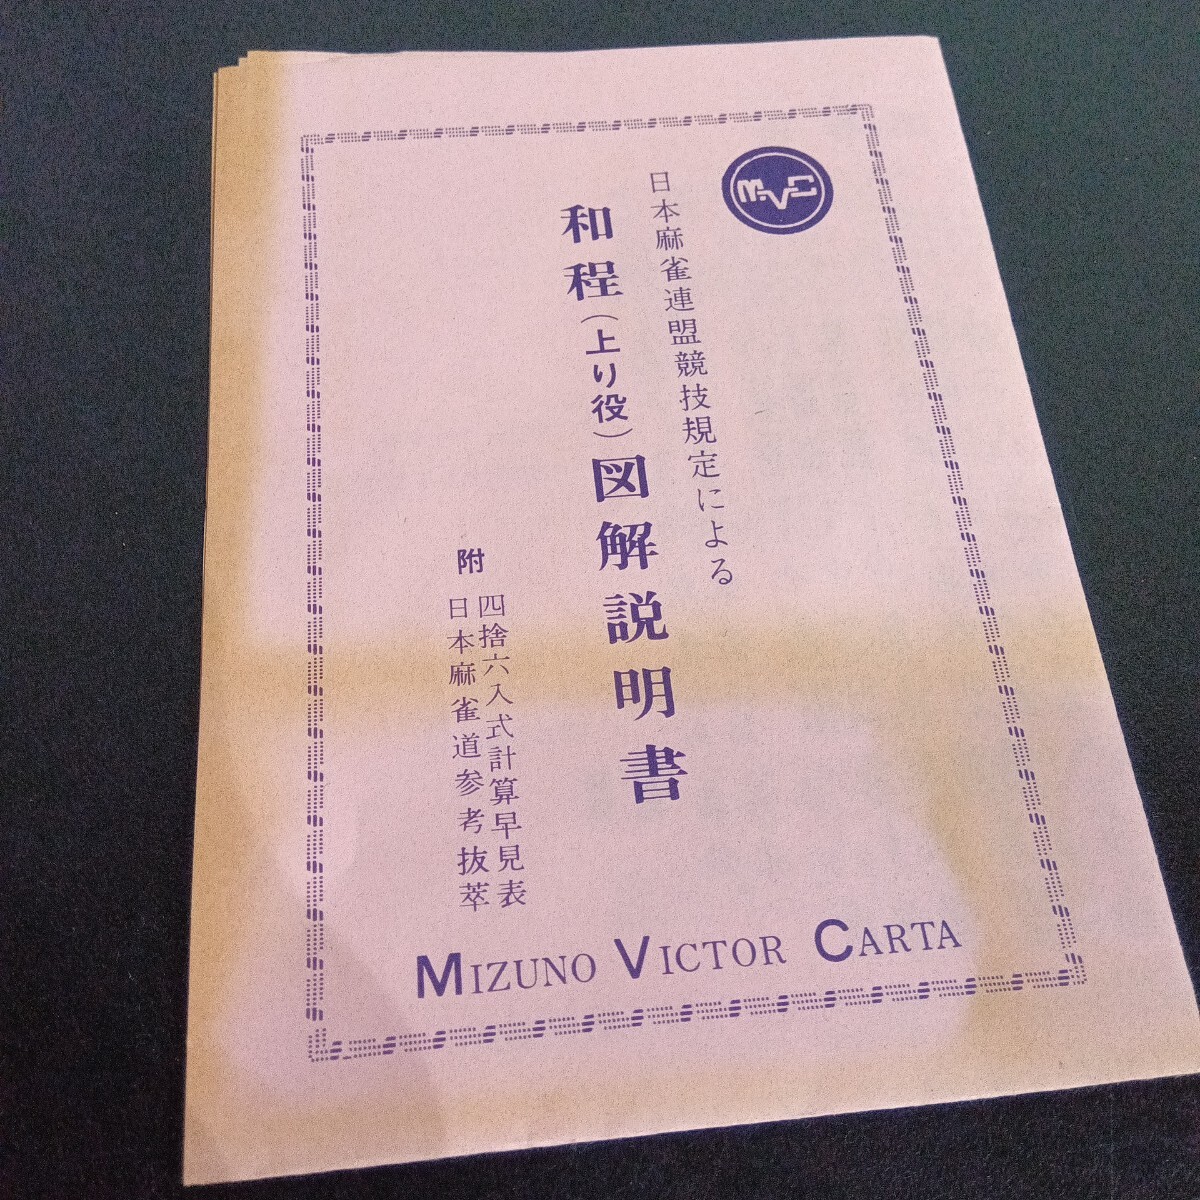 MVC
日本麻雀連盟競技規定による
和程(上り役)図解説明書
附
四捨六入式計算早見表
日本麻雀道参考抜萃
MIZUNO VICTOR CARTA